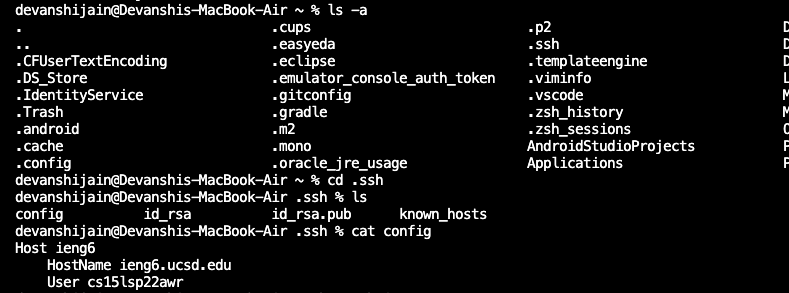 devanshijain@Devanshis-MacBook-Air ~ % ls -a
. .cups .p2 D
.. .easyeda .ssh D
.CFUserTextEncoding .eclipse .templateengine D
.DS_Store .emulator_console_auth_token .viminfo L
.IdentityService .gitconfig .vscode M
.Trash .gradle .zsh_history M
.android .m2 .zsh_sessions O
.cache .mono AndroidStudioProjects P
.config .oracle_jre_usage Applications P
devanshijain@Devanshis-MacBook-Air ~ % cd .ssh
devanshijain@Devanshis-MacBook-Air .ssh % ls
config id_rsa id_rsa.pub known_hosts
devanshijain@Devanshis-MacBook-Air .ssh % cat config
Host ieng6
HostName ieng6.ucsd.edu
User cs15lsp22awr